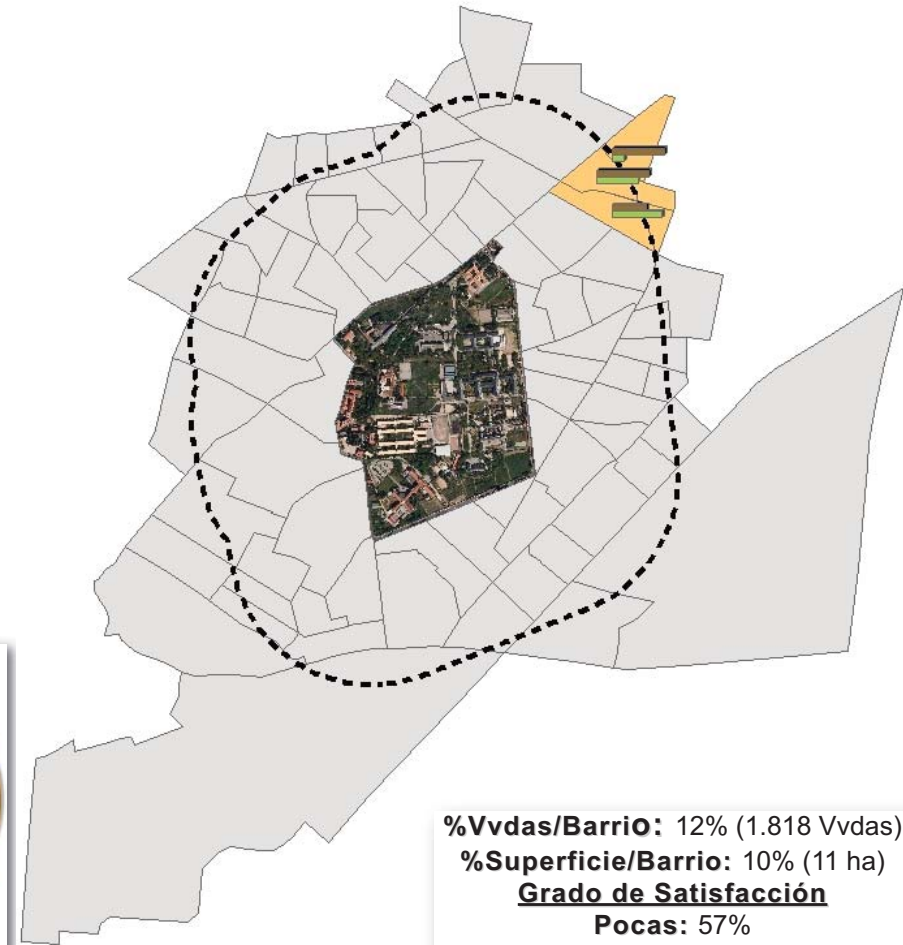 %Vvdas/Barrio: 12% (1.818 Vvdas)
%Superficie/Barrio: 10% (11 ha)
Grado de Satisfacción
Pocas: 57%